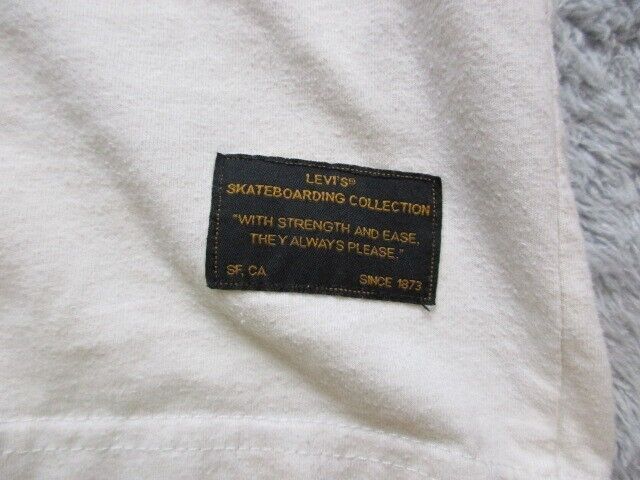 LEVI'S®
SKATEBOARDING COLLECTION
"WITH STRENGTH AND EASE,
THEY ALWAYS PLEASE."
SF, CA SINCE 1873